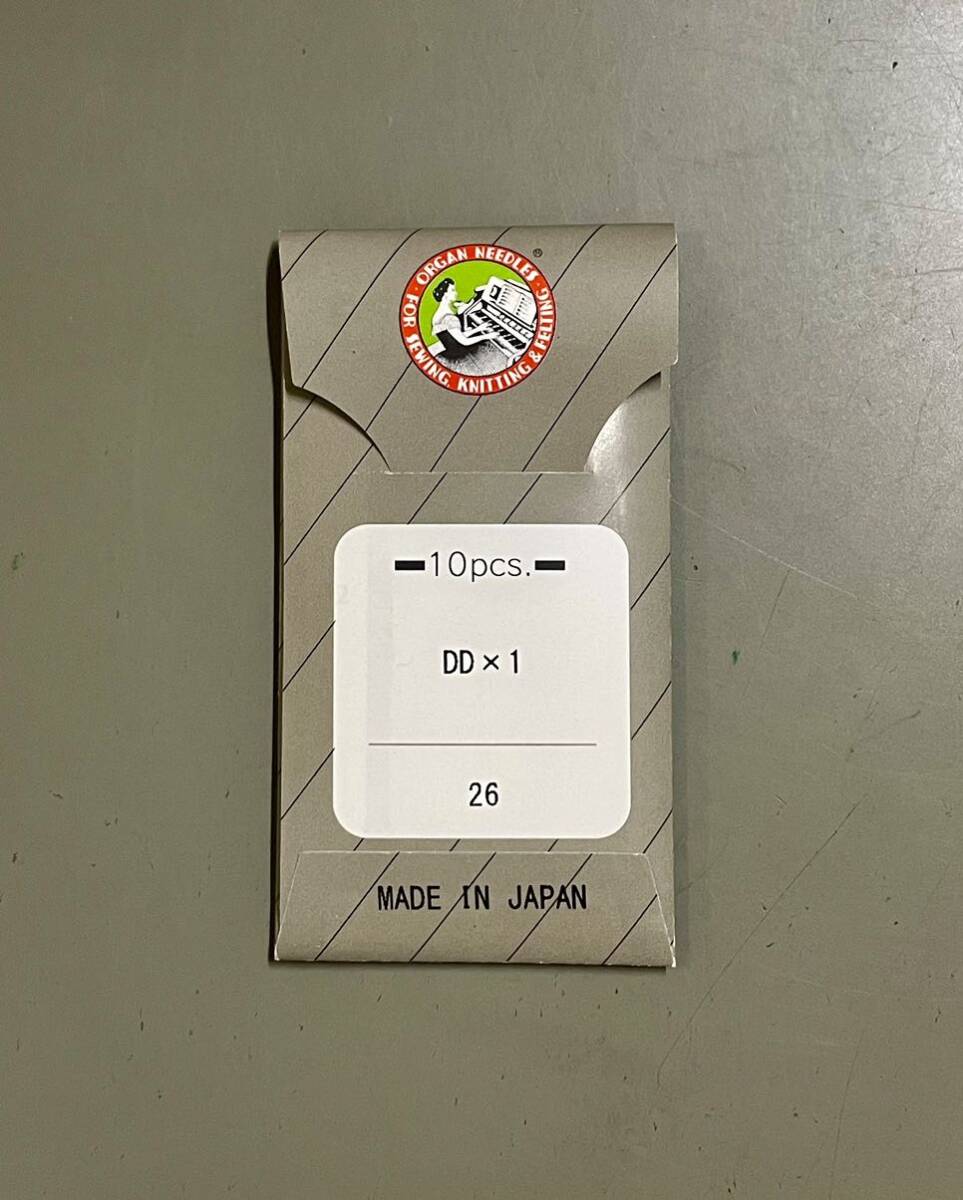 · ORGAN NEEDLES · FOR SEWING, KNITTING & FELTING ®
10pcs.
DD×1
26
MADE IN JAPAN